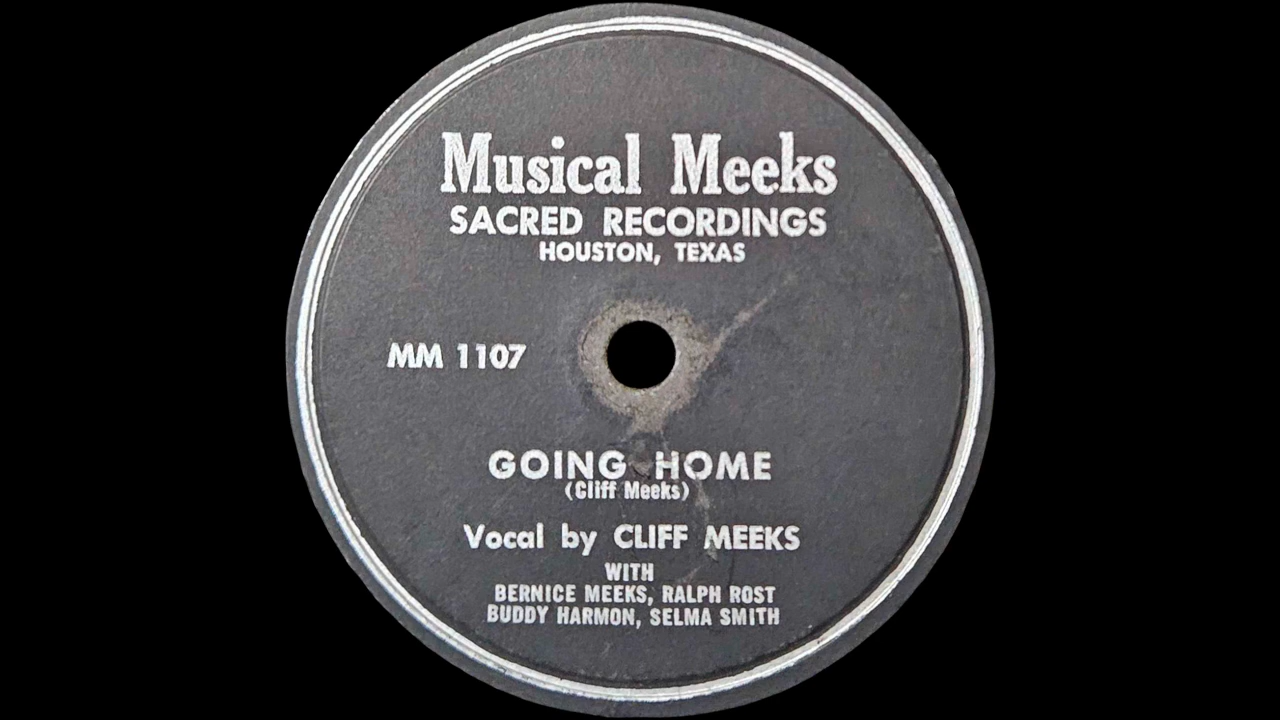 Musical Meeks
SACRED RECORDINGS
HOUSTON, TEXAS
MM 1107
GOING HOME
(Cliff Meeks)
Vocal by CLIFF MEEKS
WITH
BERNICE MEEKS, RALPH ROST
BUDDY HARMON, SELMA SMITH